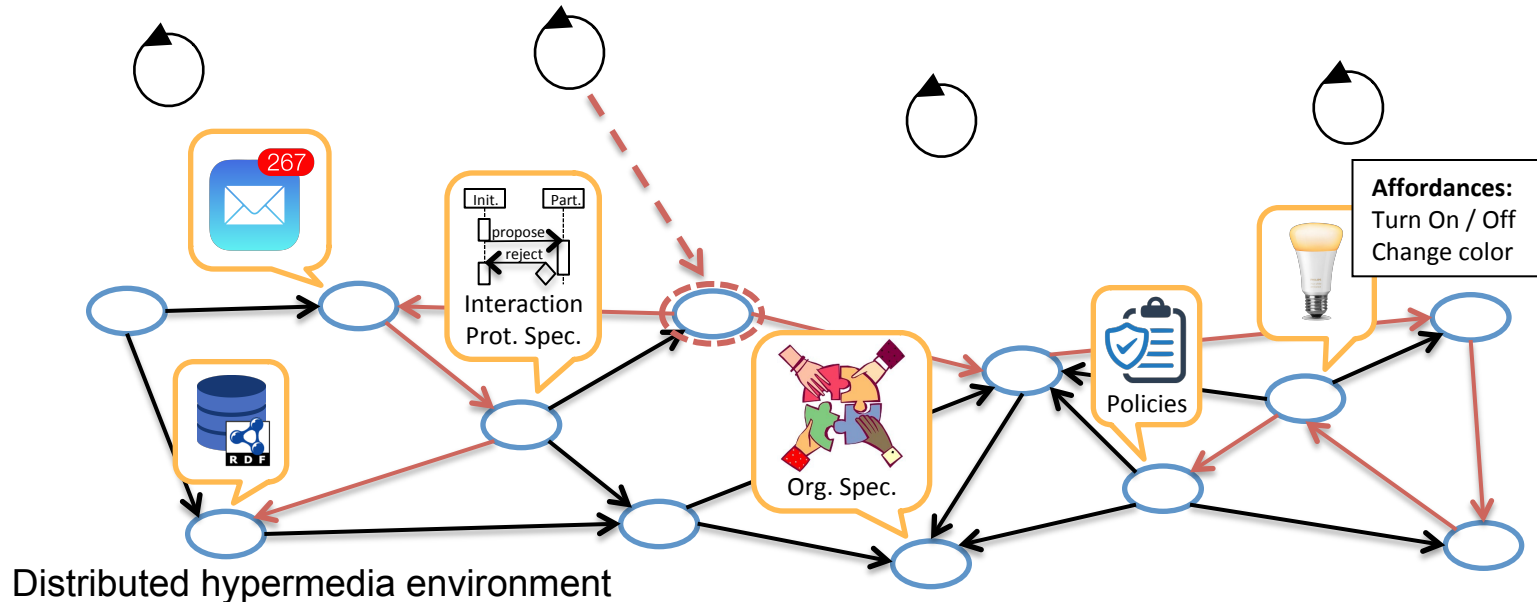 267
Init.
Part.
propose
reject
Interaction
Prot. Spec.
Affordances:
Turn On / Off
Change color
Policies
RDF
Org. Spec.
Distributed hypermedia environment